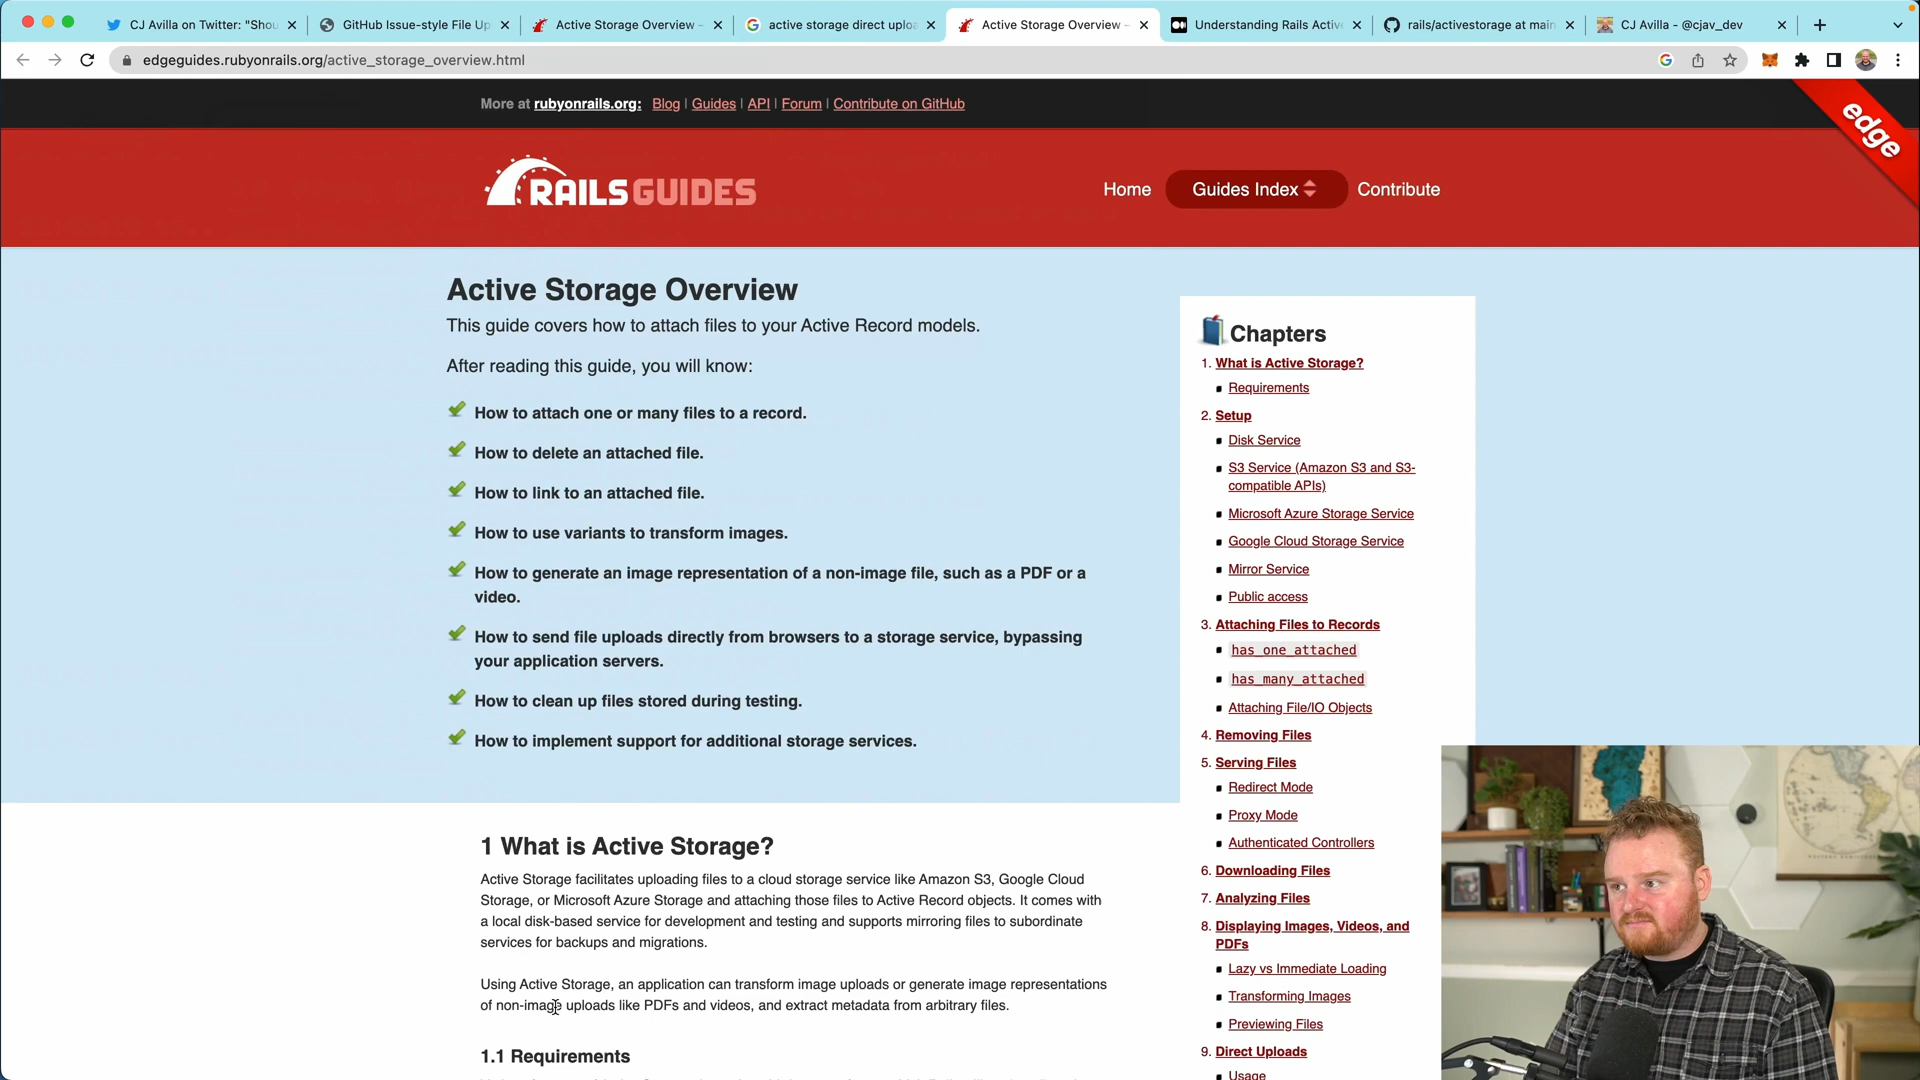 CJ Avilla on Twitter: "Shou
GitHub Issue-style File Up
Active Storage Overview –
active storage direct uploa
Active Storage Overview –
Understanding Rails Active
rails/activestorage at main
CJ Avilla - @cjav_dev
edgeguides.rubyonrails.org/active_storage_overview.html
More at rubyonrails.org: Blog | Guides | API | Forum | Contribute on GitHub
edge
RAILS GUIDES
Home
Guides Index
Contribute
Active Storage Overview
This guide covers how to attach files to your Active Record models.
After reading this guide, you will know:
How to attach one or many files to a record.
How to delete an attached file.
How to link to an attached file.
How to use variants to transform images.
How to generate an image representation of a non-image file, such as a PDF or a
video.
How to send file uploads directly from browsers to a storage service, bypassing
your application servers.
How to clean up files stored during testing.
How to implement support for additional storage services.
Chapters
1. What is Active Storage?
Requirements
2. Setup
Disk Service
S3 Service (Amazon S3 and S3-
compatible APIs)
Microsoft Azure Storage Service
Google Cloud Storage Service
Mirror Service
Public access
3. Attaching Files to Records
has_one_attached
has_many_attached
Attaching File/IO Objects
4. Removing Files
5. Serving Files
Redirect Mode
Proxy Mode
Authenticated Controllers
6. Downloading Files
7. Analyzing Files
8. Displaying Images, Videos, and
PDFs
Lazy vs Immediate Loading
Transforming Images
Previewing Files
9. Direct Uploads
Usage
1 What is Active Storage?
Active Storage facilitates uploading files to a cloud storage service like Amazon S3, Google Cloud
Storage, or Microsoft Azure Storage and attaching those files to Active Record objects. It comes with
a local disk-based service for development and testing and supports mirroring files to subordinate
services for backups and migrations.
Using Active Storage, an application can transform image uploads or generate image representations
of non-image uploads like PDFs and videos, and extract metadata from arbitrary files.
1.1 Requirements